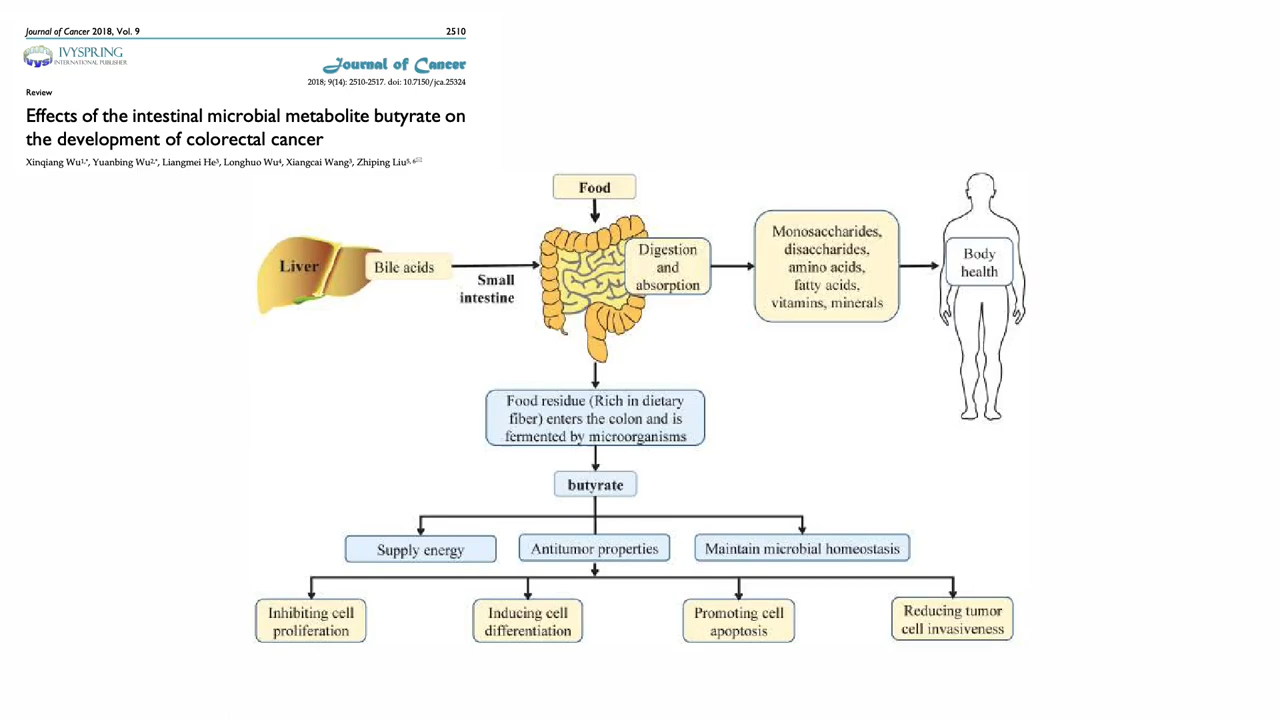 Journal of Cancer 2018, Vol. 9
2510
IVYSPRING
INTERNATIONAL PUBLISHER
Journal of Cancer
2018; 9(14): 2510-2517. doi: 10.7150/jca.25324
Review
Effects of the intestinal microbial metabolite butyrate on
the development of colorectal cancer
Xinqiang Wu1,*, Yuanbing Wu2,*, Liangmei He3, Longhuo Wu4, Xiangcai Wang3, Zhiping Liu5, 6✉
Food
Liver
Bile acids
Small
intestine
Digestion
and
absorption
Monosaccharides,
disaccharides,
amino acids,
fatty acids,
vitamins, minerals
Body
health
Food residue (Rich in dietary
fiber) enters the colon and is
fermented by microorganisms
butyrate
Supply energy
Antitumor properties
Maintain microbial homeostasis
Inhibiting cell
proliferation
Inducing cell
differentiation
Promoting cell
apoptosis
Reducing tumor
cell invasiveness